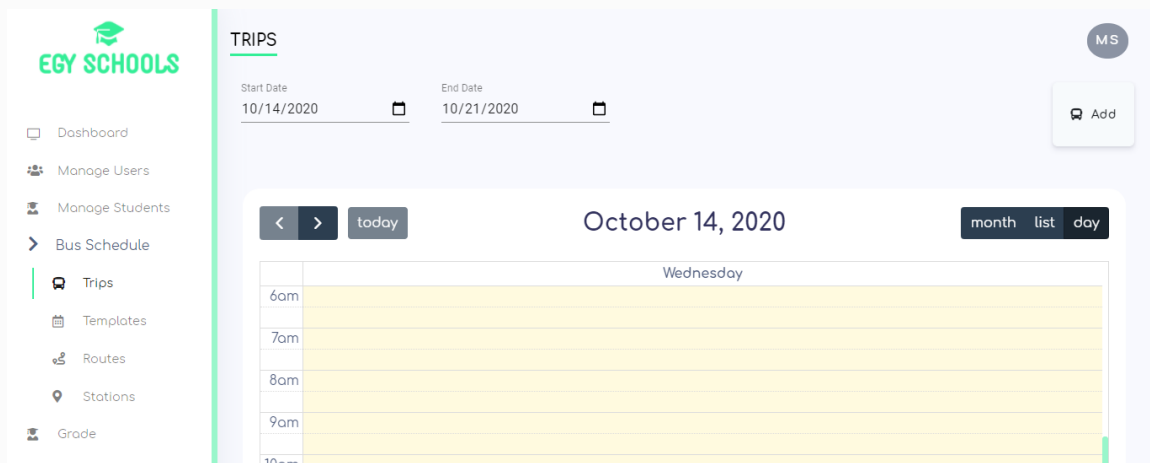 EGY SCHOOLS
Dashboard
Manage Users
Manage Students
Bus Schedule
Trips
Templates
Routes
Stations
Grade
TRIPS
MS
Start Date
10/14/2020
End Date
10/21/2020
Add
today
October 14, 2020
month list day
Wednesday
6am
7am
8am
9am
10am